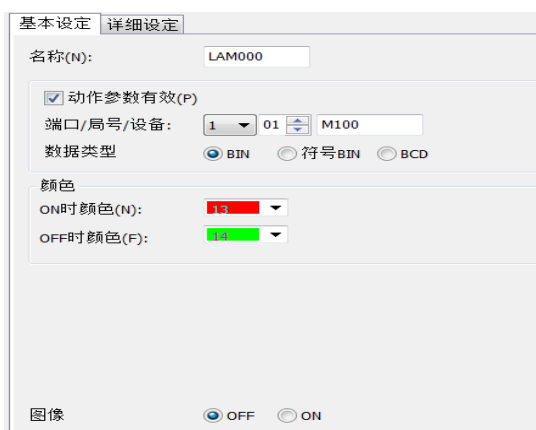 基本设定 详细设定
名称(N): LAM000
动作参数有效(P)
端口/局号/设备: 1 01 M100
数据类型 BIN 符号BIN BCD
颜色
ON时颜色(N): 13
OFF时颜色(F): 14
图像 OFF ON